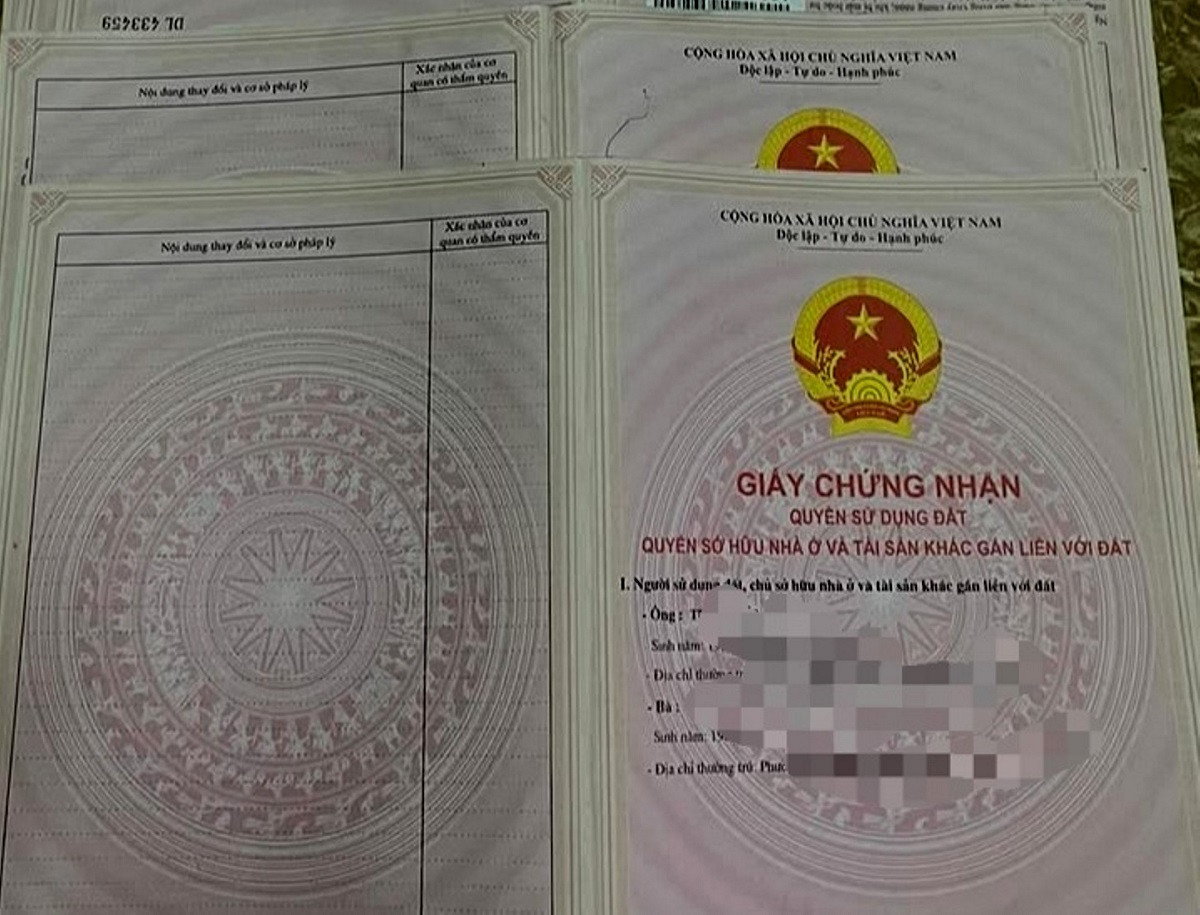 DL 433459
Nội dung thay đổi và cơ sở pháp lý
Xác nhận của cơ
quan có thẩm quyền
CỘNG HÒA XÃ HỘI CHỦ NGHĨA VIỆT NAM
Độc lập - Tự do - Hạnh phúc
Nội dung thay đổi và cơ sở pháp lý
Xác nhận của cơ
quan có thẩm quyền
CỘNG HÒA XÃ HỘI CHỦ NGHĨA VIỆT NAM
Độc lập - Tự do - Hạnh phúc
GIẤY CHỨNG NHẬN
QUYỀN SỬ DỤNG ĐẤT
QUYỀN SỞ HỮU NHÀ Ở VÀ TÀI SẢN KHÁC GẮN LIỀN VỚI ĐẤT
I. Người sử dụng đất, chủ sở hữu nhà ở và tài sản khác gắn liền với đất
- Ông :
Sinh năm:
- Địa chỉ thường
- Bà :
Sinh năm: 19
- Địa chỉ thường trú: